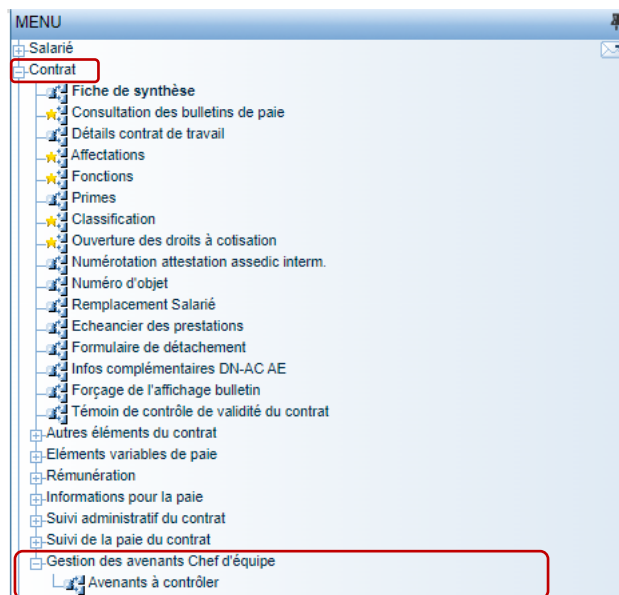 MENU
Salarié
Contrat
Fiche de synthèse
Consultation des bulletins de paie
Détails contrat de travail
Affectations
Fonctions
Primes
Classification
Ouverture des droits à cotisation
Numérotation attestation assedic interm.
Numéro d'objet
Remplacement Salarié
Echeancier des prestations
Formulaire de détachement
Infos complémentaires DN-AC AE
Forçage de l'affichage bulletin
Témoin de contrôle de validité du contrat
Autres éléments du contrat
Eléments variables de paie
Rémunération
Informations pour la paie
Suivi administratif du contrat
Suivi de la paie du contrat
Gestion des avenants Chef d'équipe
Avenants à contrôler